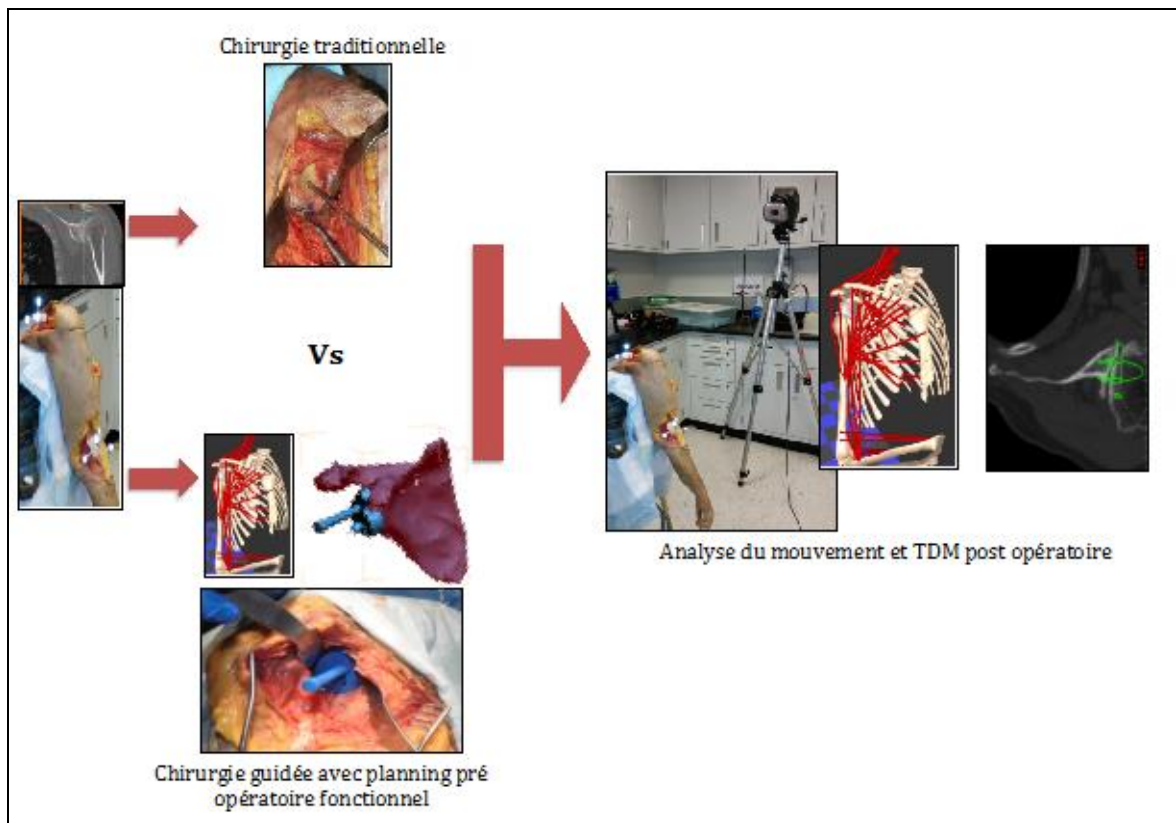 Chirurgie traditionnelle
Vs
Analyse du mouvement et TDM post opératoire
Chirurgie guidée avec planning pré
opératoire fonctionnel